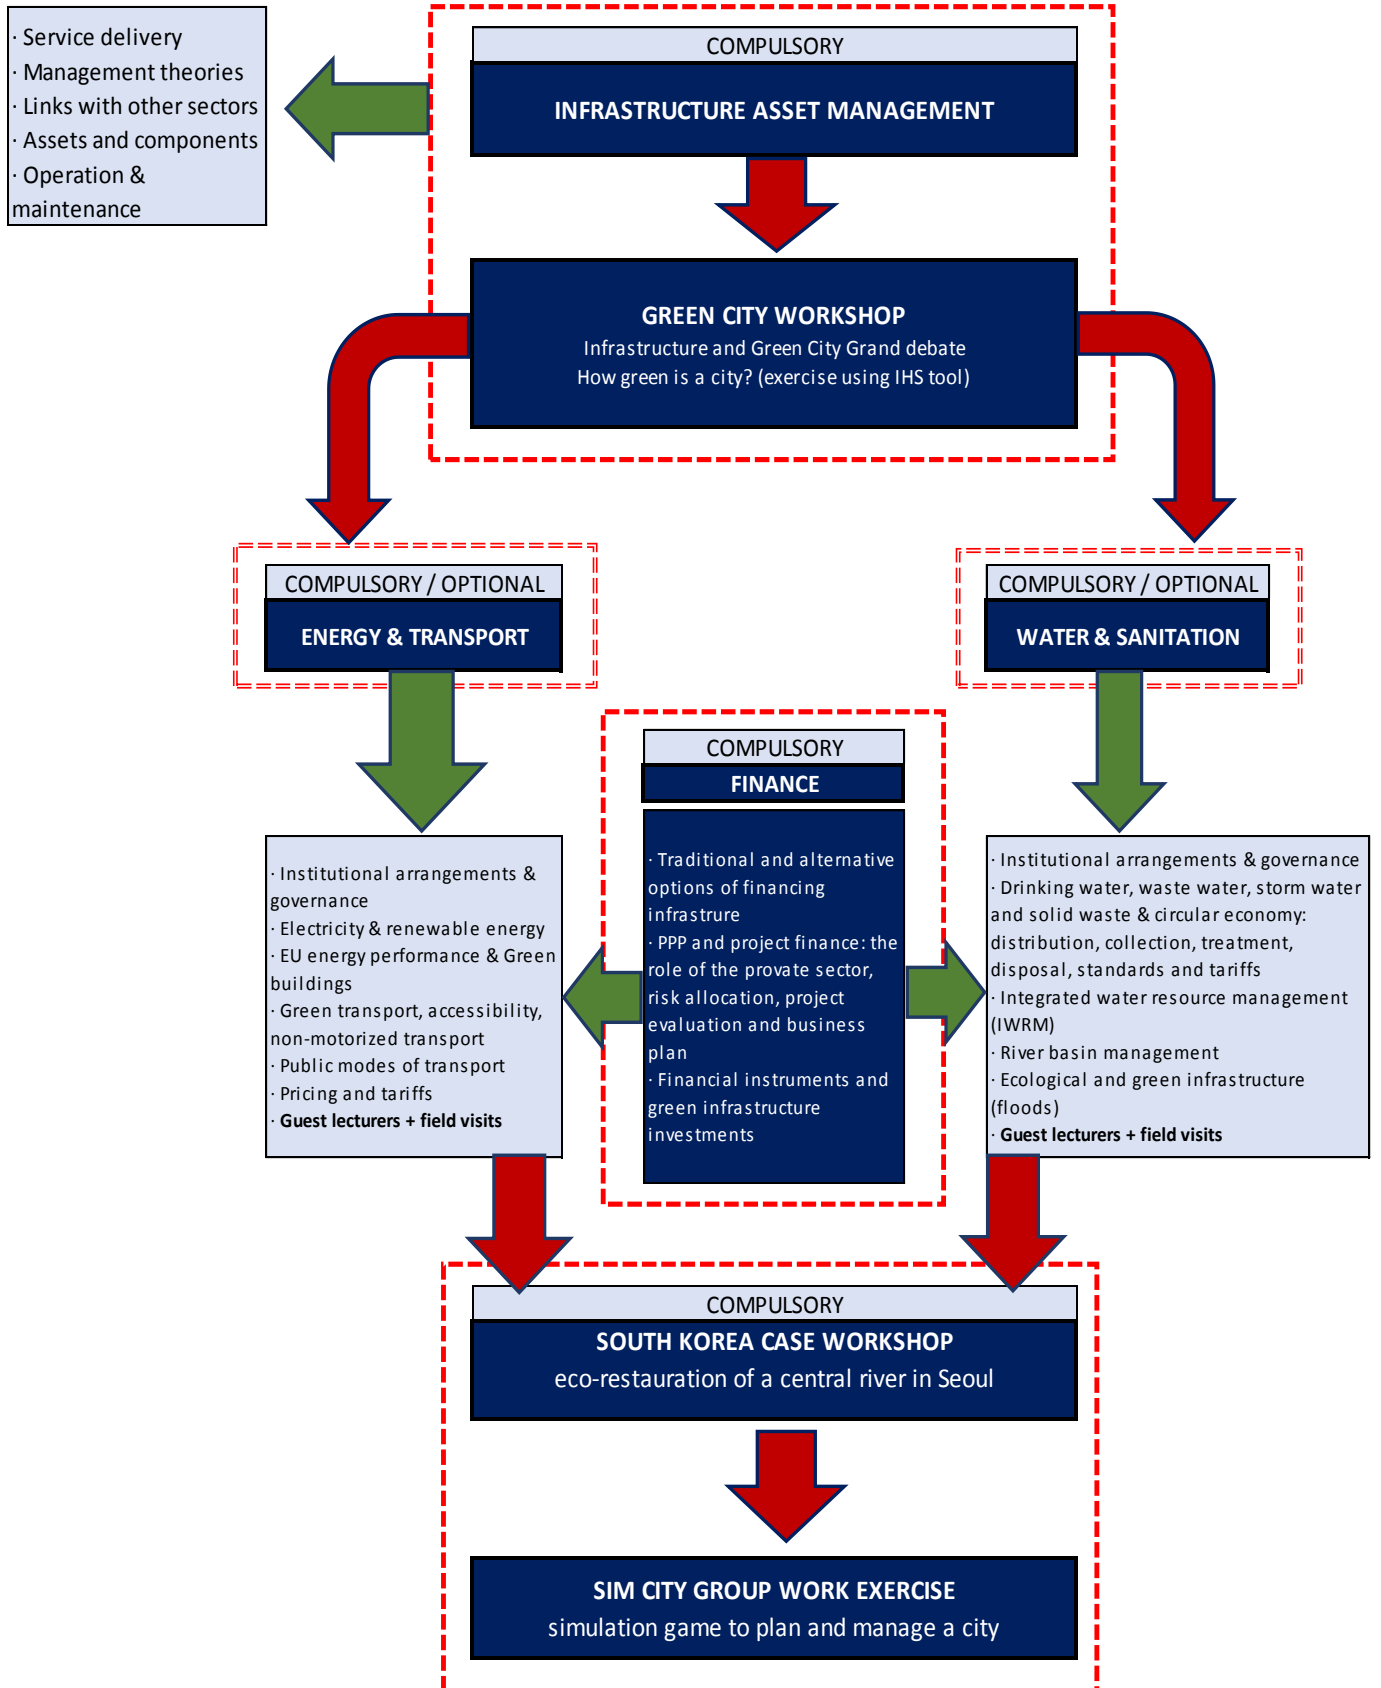 · Service delivery
· Management theories
· Links with other sectors
· Assets and components
· Operation &
maintenance
COMPULSORY
INFRASTRUCTURE ASSET MANAGEMENT
GREEN CITY WORKSHOP
Infrastructure and Green City Grand debate
How green is a city? (exercise using IHS tool)
COMPULSORY / OPTIONAL
ENERGY & TRANSPORT
COMPULSORY / OPTIONAL
WATER & SANITATION
COMPULSORY
FINANCE
· Institutional arrangements &
governance
· Electricity & renewable energy
· EU energy performance & Green
buildings
· Green transport, accessibility,
non-motorized transport
· Public modes of transport
· Pricing and tariffs
· Guest lecturers + field visits
· Traditional and alternative
options of financing
infrastrure
· PPP and project finance: the
role of the provate sector,
risk allocation, project
evaluation and business
plan
· Financial instruments and
green infrastructure
investments
· Institutional arrangements & governance
· Drinking water, waste water, storm water
and solid waste & circular economy:
distribution, collection, treatment,
disposal, standards and tariffs
· Integrated water resource management
(IWRM)
· River basin management
· Ecological and green infrastructure
(floods)
· Guest lecturers + field visits
COMPULSORY
SOUTH KOREA CASE WORKSHOP
eco-restauration of a central river in Seoul
SIM CITY GROUP WORK EXERCISE
simulation game to plan and manage a city